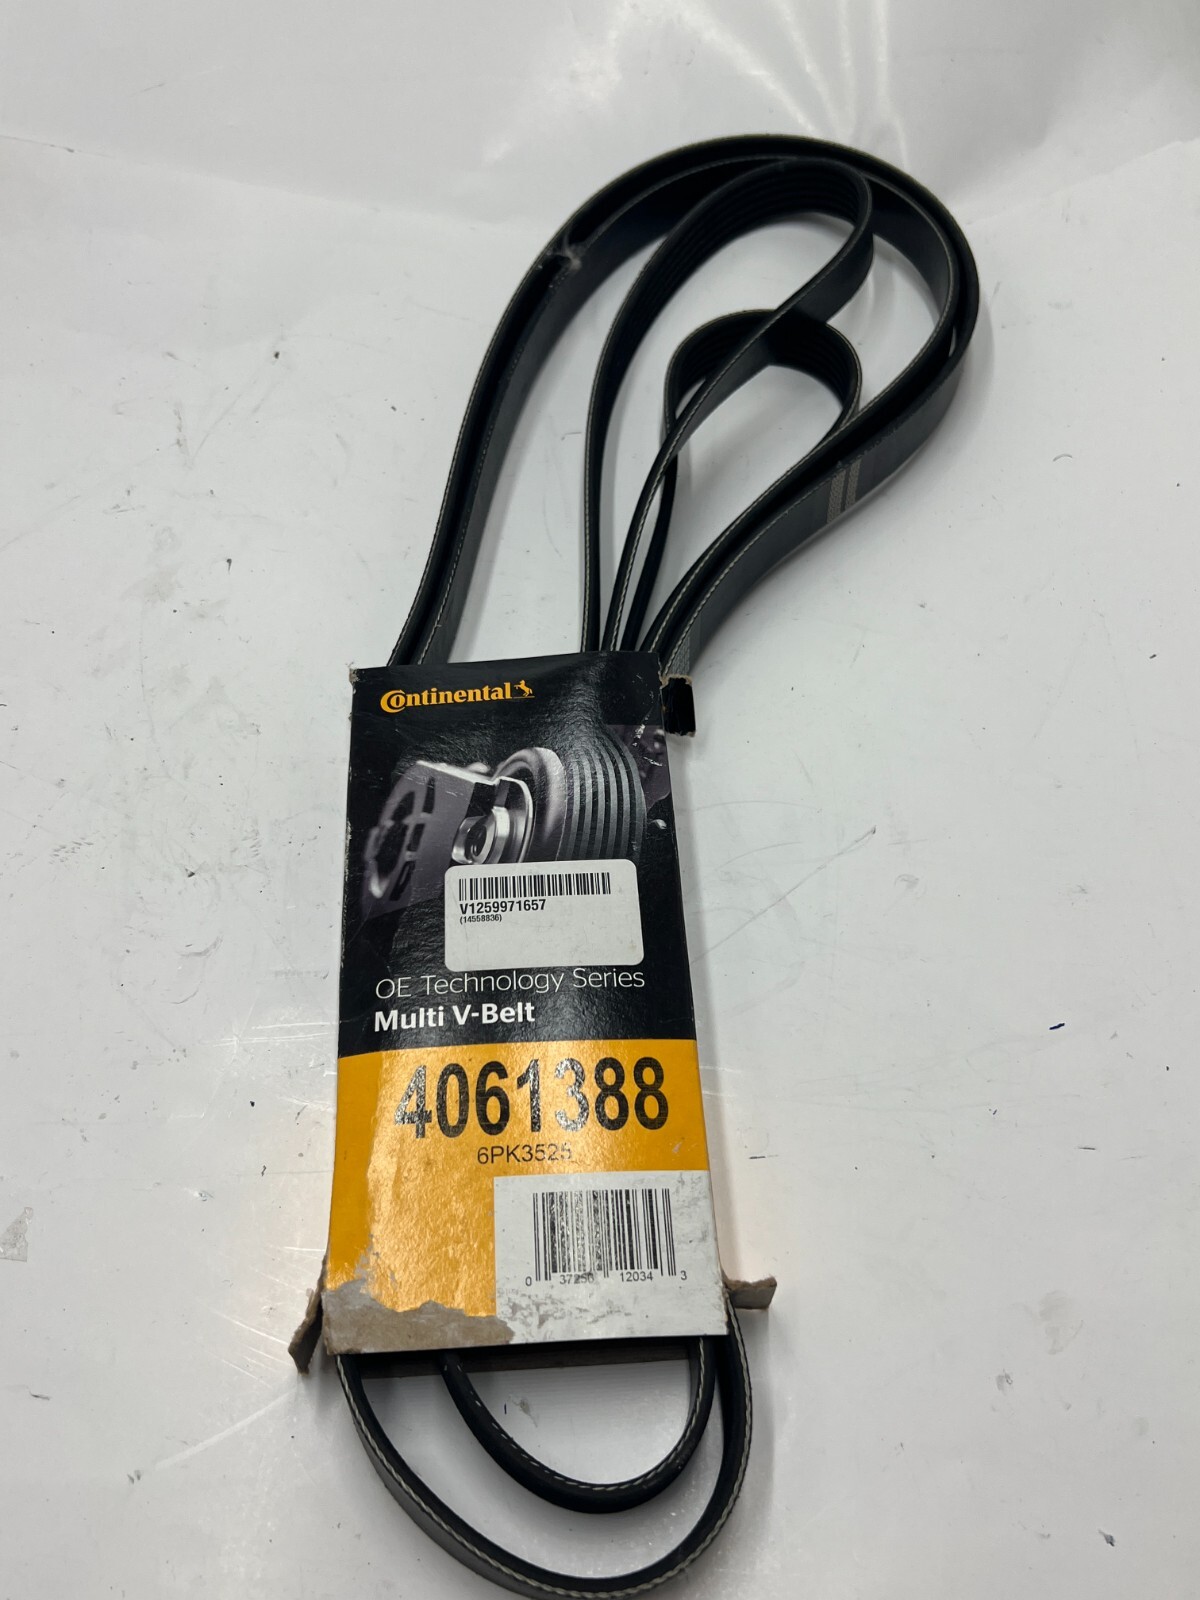 Continental
V1259971657
(14558836)
OE Technology Series
Multi V-Belt
4061388
6PK3525
0 37250 12034 3